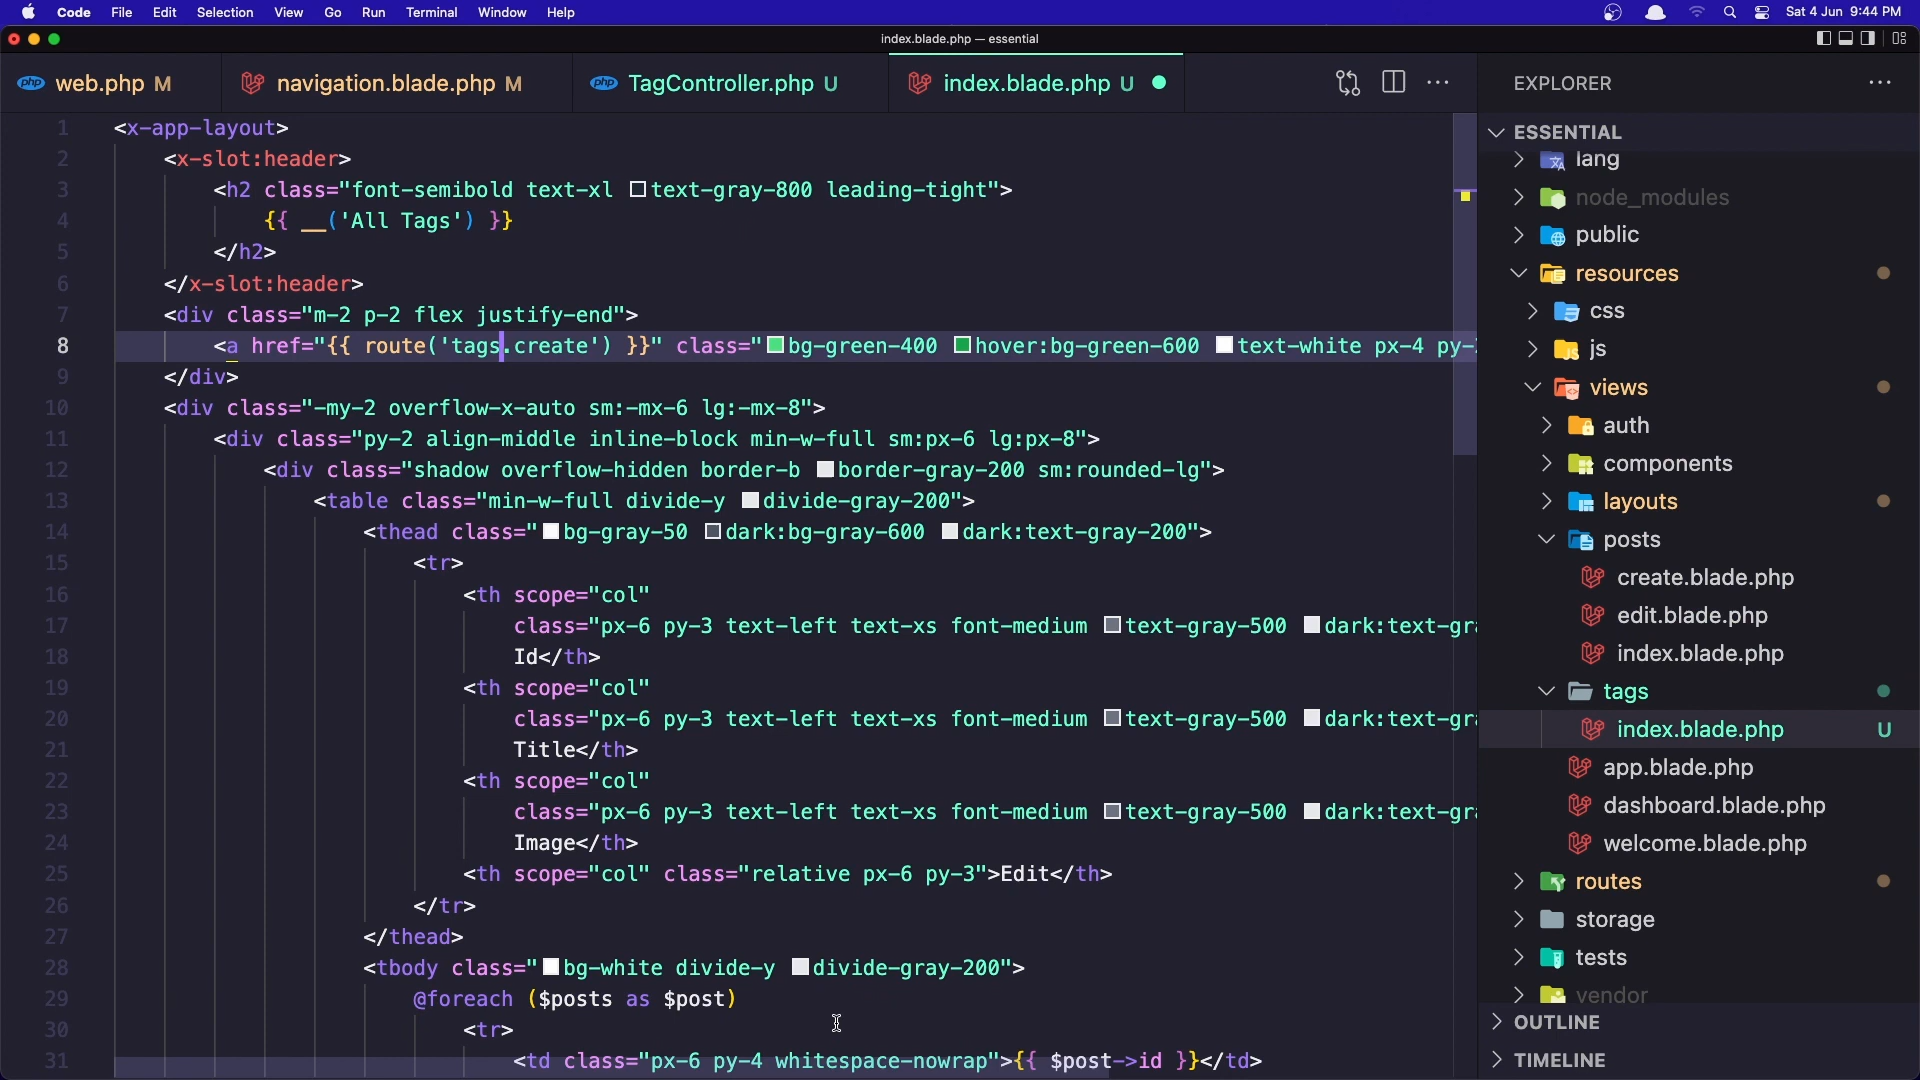 Code File Edit Selection View Go Run Terminal Window Help Sat 4 Jun 9:44 PM
index.blade.php — essential
php web.php M navigation.blade.php M php TagController.php U index.blade.php U
1 <x-app-layout>
2 <x-slot:header>
3 <h2 class="font-semibold text-xl text-gray-800 leading-tight">
4 {{ __('All Tags') }}
5 </h2>
6 </x-slot:header>
7 <div class="m-2 p-2 flex justify-end">
8 <a href="{{ route('tags.create') }}" class="bg-green-400 hover:bg-green-600 text-white px-4 py-
9 </div>
10 <div class="-my-2 overflow-x-auto sm:-mx-6 lg:-mx-8">
11 <div class="py-2 align-middle inline-block min-w-full sm:px-6 lg:px-8">
12 <div class="shadow overflow-hidden border-b border-gray-200 sm:rounded-lg">
13 <table class="min-w-full divide-y divide-gray-200">
14 <thead class="bg-gray-50 dark:bg-gray-600 dark:text-gray-200">
15 <tr>
16 <th scope="col"
17 class="px-6 py-3 text-left text-xs font-medium text-gray-500 dark:text-gr
18 Id</th>
19 <th scope="col"
20 class="px-6 py-3 text-left text-xs font-medium text-gray-500 dark:text-gr
21 Title</th>
22 <th scope="col"
23 class="px-6 py-3 text-left text-xs font-medium text-gray-500 dark:text-gr
24 Image</th>
25 <th scope="col" class="relative px-6 py-3">Edit</th>
26 </tr>
27 </thead>
28 <tbody class="bg-white divide-y divide-gray-200">
29 @foreach ($posts as $post)
30 <tr>
31 <td class="px-6 py-4 whitespace-nowrap">{{ $post->id }}</td>
EXPLORER
ESSENTIAL
lang
node_modules
public
resources
css
js
views
auth
components
layouts
posts
create.blade.php
edit.blade.php
index.blade.php
tags
index.blade.php U
app.blade.php
dashboard.blade.php
welcome.blade.php
routes
storage
tests
vendor
OUTLINE
TIMELINE